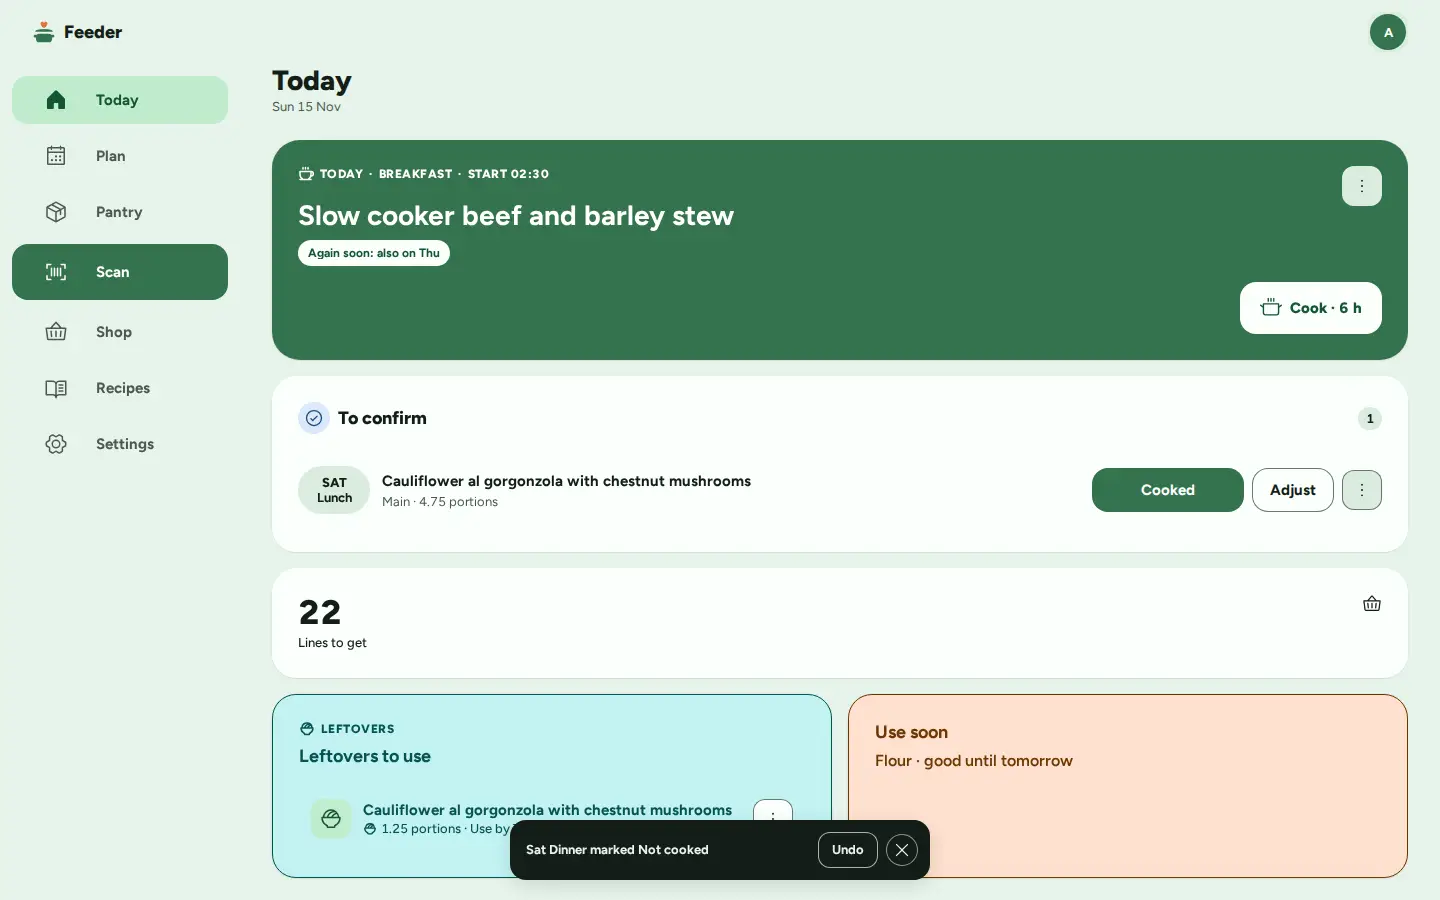 Feeder
A
Today
Plan
Pantry
Scan
Shop
Recipes
Settings
Today
Sun 15 Nov
TODAY · BREAKFAST · START 02:30
Slow cooker beef and barley stew
Again soon: also on Thu
Cook · 6 h
To confirm
1
SAT
Lunch
Cauliflower al gorgonzola with chestnut mushrooms
Main · 4.75 portions
Cooked
Adjust
22
Lines to get
LEFTOVERS
Leftovers to use
Cauliflower al gorgonzola with chestnut mushrooms
1.25 portions · Use by
Use soon
Flour · good until tomorrow
Sat Dinner marked Not cooked
Undo